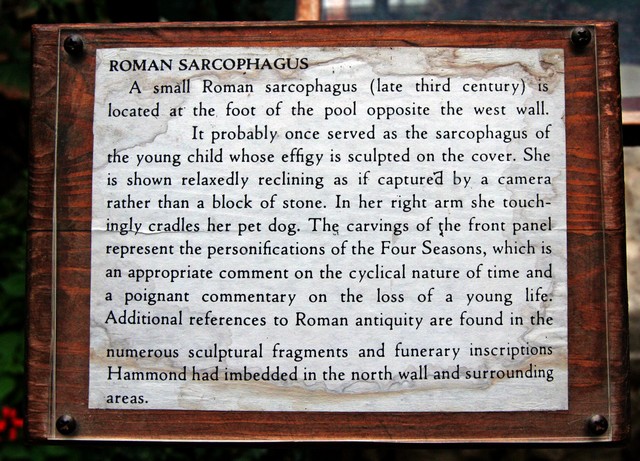 ROMAN SARCOPHAGUS
A small Roman sarcophagus (late third century) is
located at the foot of the pool opposite the west wall.
It probably once served as the sarcophagus of
the young child whose effigy is sculpted on the cover. She
is shown relaxedly reclining as if captured by a camera
rather than a block of stone. In her right arm she touch-
ingly cradles her pet dog. The carvings of the front panel
represent the personifications of the Four Seasons, which is
an appropriate comment on the cyclical nature of time and
a poignant commentary on the loss of a young life.
Additional references to Roman antiquity are found in the
numerous sculptural fragments and funerary inscriptions
Hammond had imbedded in the north wall and surrounding
areas.